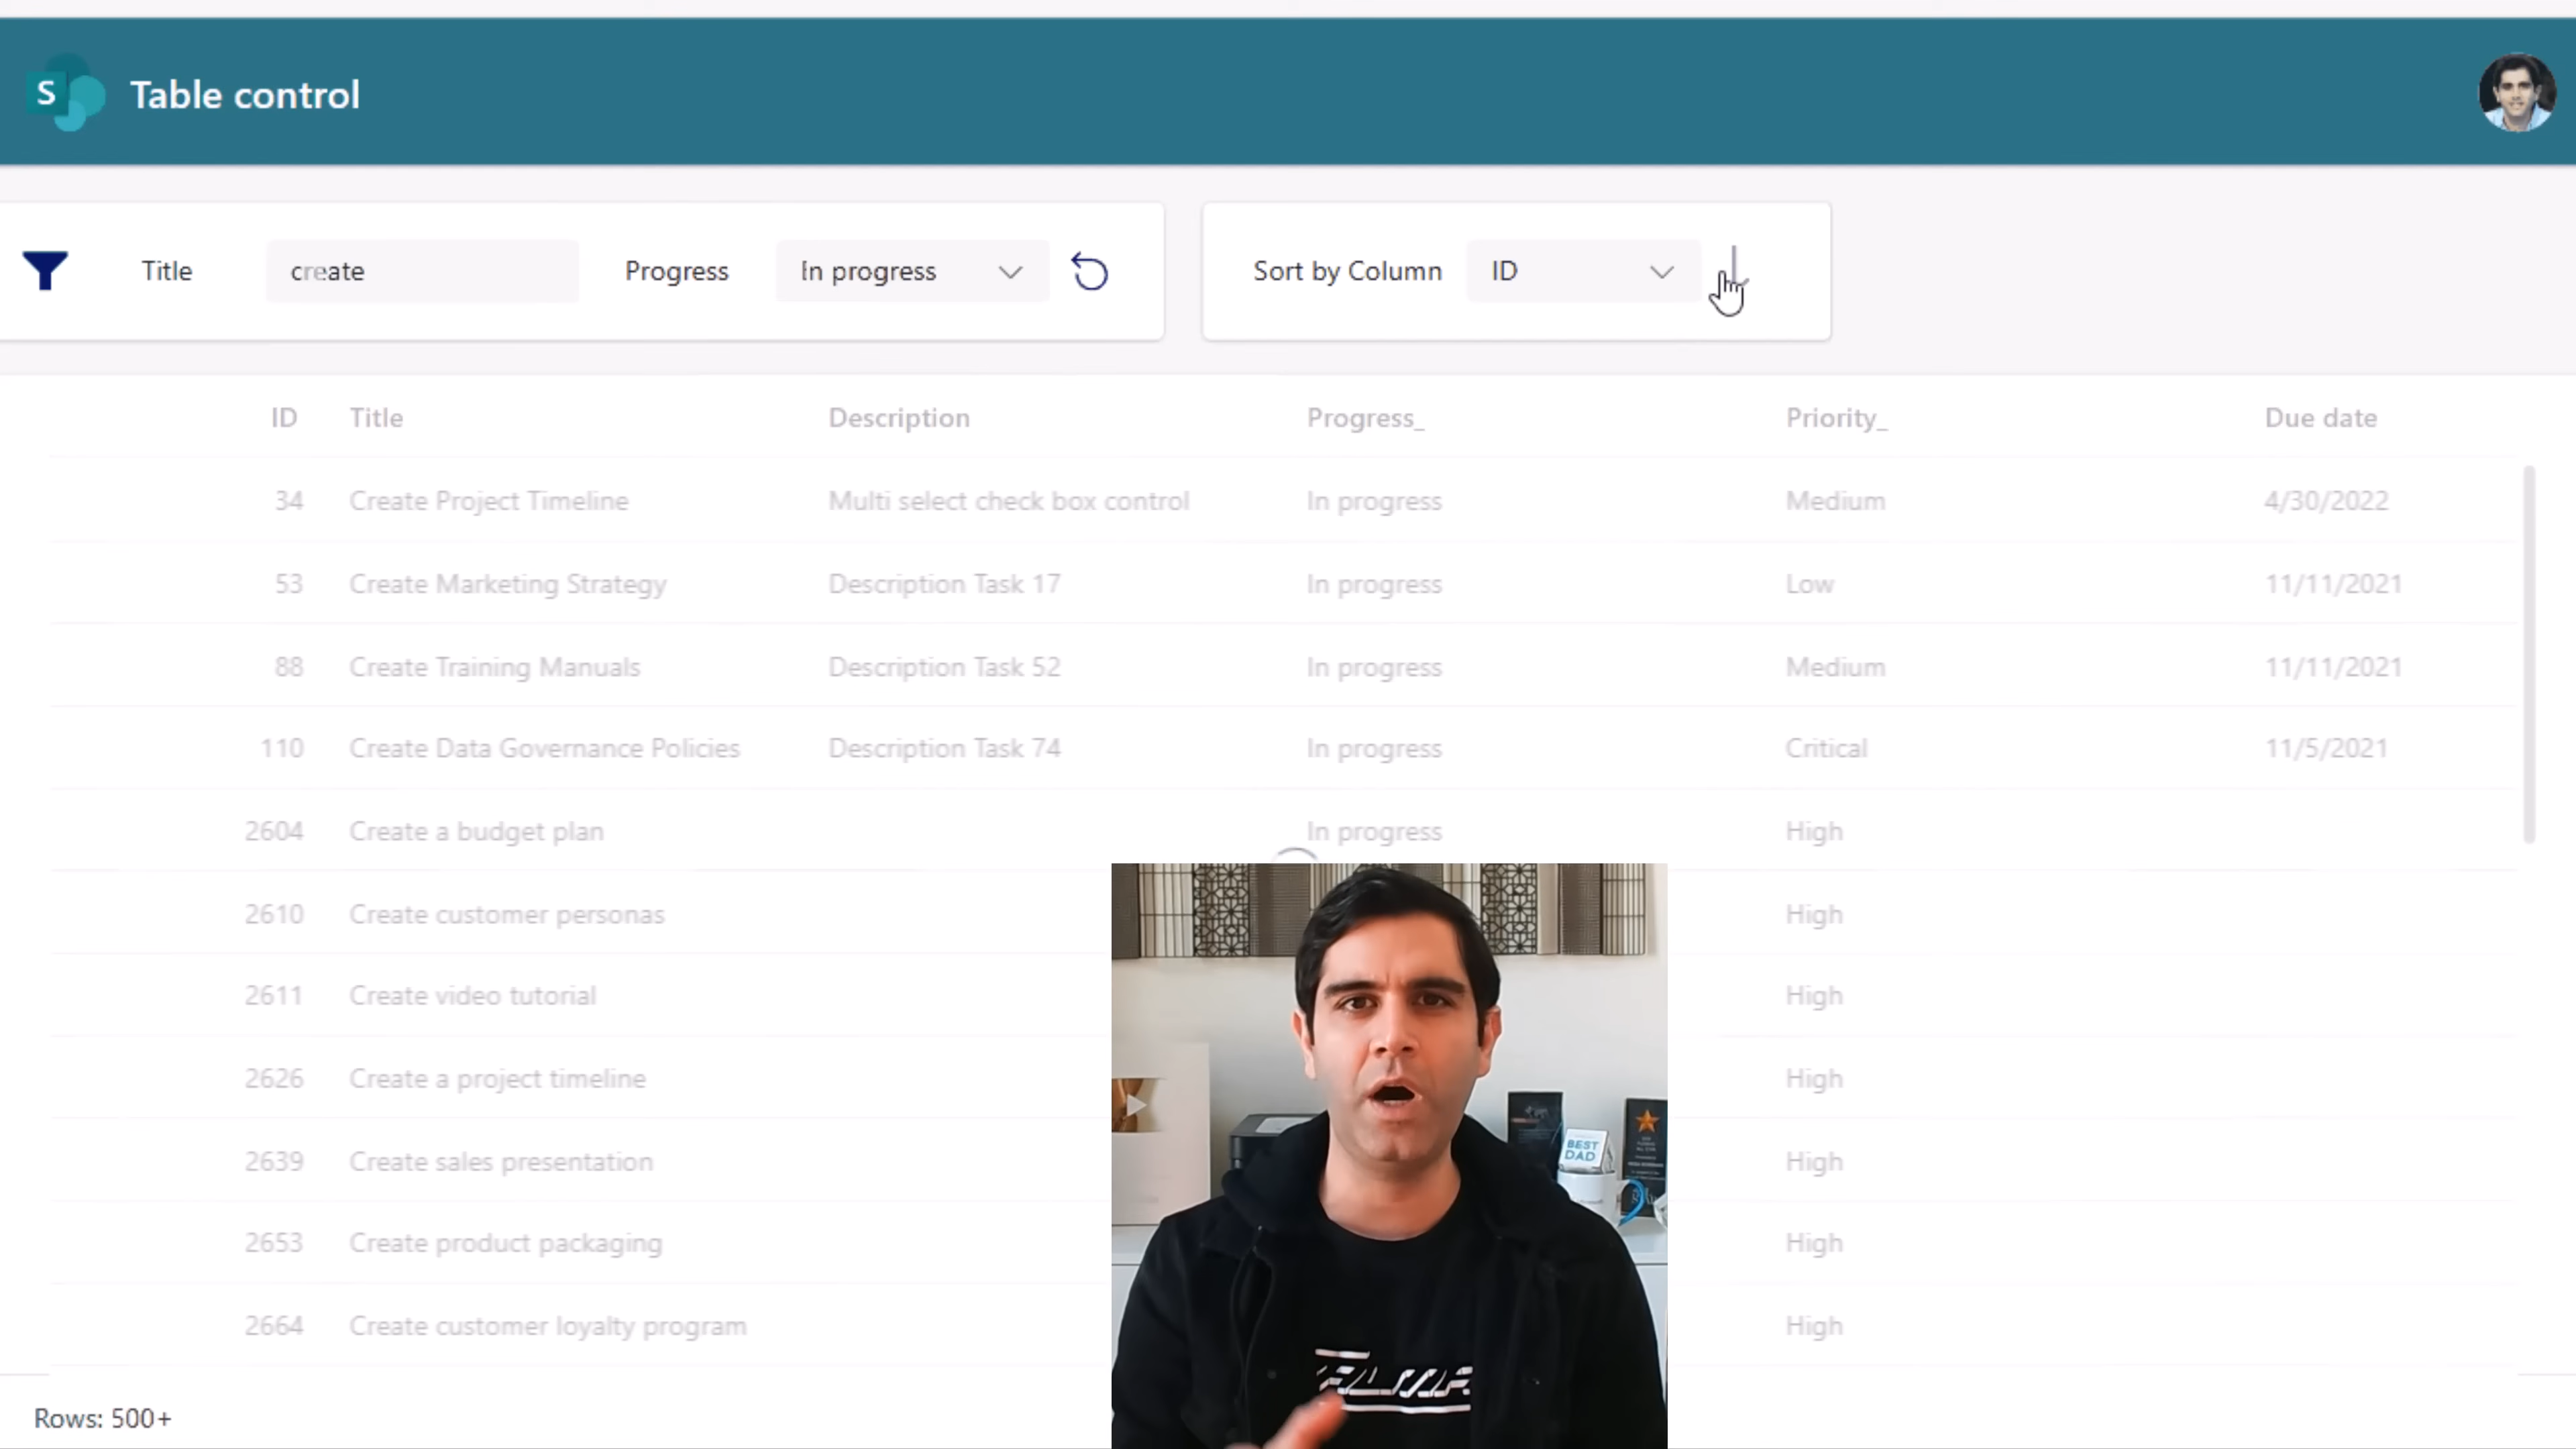 S Table control
Title create Progress In progress Sort by Column ID
ID Title Description Progress_ Priority_ Due date
34 Create Project Timeline Multi select check box control In progress Medium 4/30/2022
53 Create Marketing Strategy Description Task 17 In progress Low 11/11/2021
88 Create Training Manuals Description Task 52 In progress Medium 11/11/2021
110 Create Data Governance Policies Description Task 74 In progress Critical 11/5/2021
2604 Create a budget plan In progress High
2610 Create customer personas High
2611 Create video tutorial High
2626 Create a project timeline High
2639 Create sales presentation High
2653 Create product packaging High
2664 Create customer loyalty program High
BEST
DAD
Rows: 500+